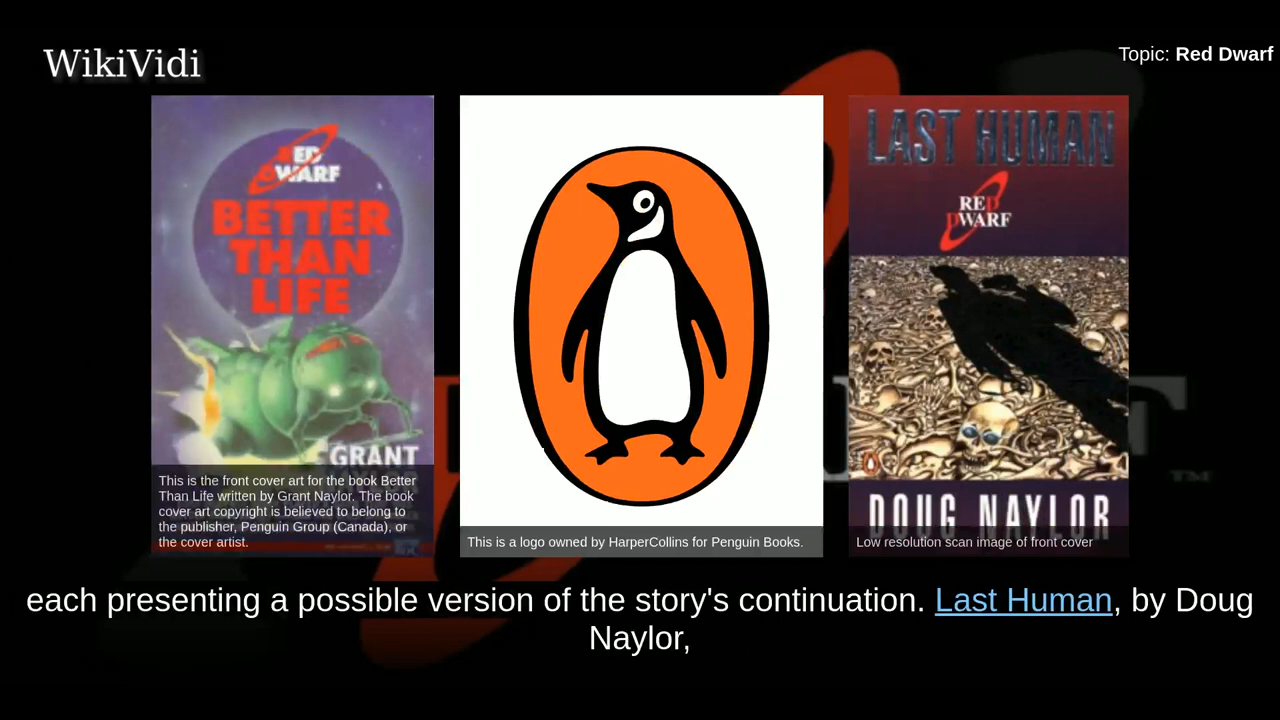 WikiVidi
Topic: Red Dwarf
RED
DWARF
BETTER
THAN
LIFE
GRANT
This is the front cover art for the book Better
Than Life written by Grant Naylor. The book
cover art copyright is believed to belong to
the publisher, Penguin Group (Canada), or
the cover artist.
This is a logo owned by HarperCollins for Penguin Books.
LAST HUMAN
RED
DWARF
DOUG NAYLOR
Low resolution scan image of front cover
each presenting a possible version of the story's continuation. Last Human, by Doug
Naylor,
TM